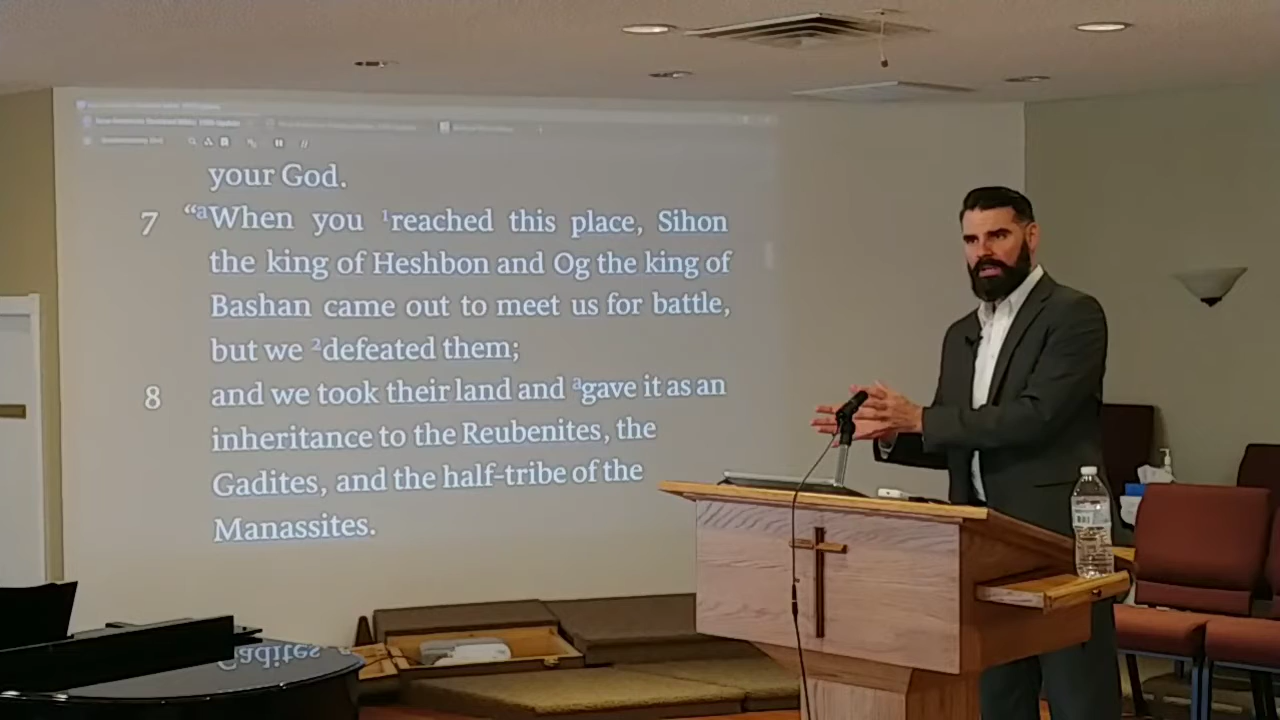 your God.
7 “aWhen you 1reached this place, Sihon
the king of Heshbon and Og the king of
Bashan came out to meet us for battle,
but we 2defeated them;
8 and we took their land and agave it as an
inheritance to the Reubenites, the
Gadites, and the half-tribe of the
Manassites.
Gadites